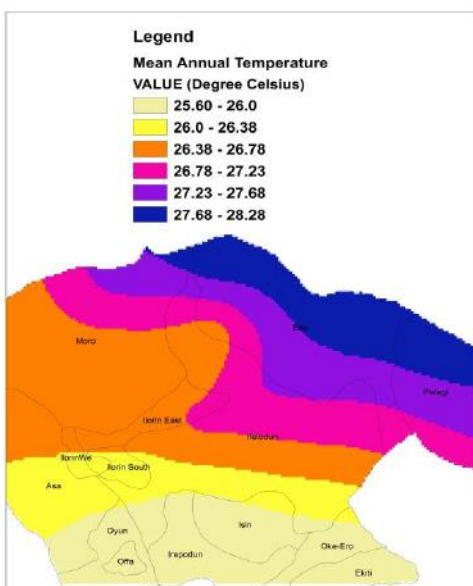 Legend
Mean Annual Temperature
VALUE (Degree Celsius)
25.60 - 26.0
26.0 - 26.38
26.38 - 26.78
26.78 - 27.23
27.23 - 27.68
27.68 - 28.28
Edu
Moro
Pategi
Ilorin East
Ifelodun
IlorinWe
Ilorin South
Asa
Oyun
Isin
Offa
Irepodun
Oke-Ero
Ekiti